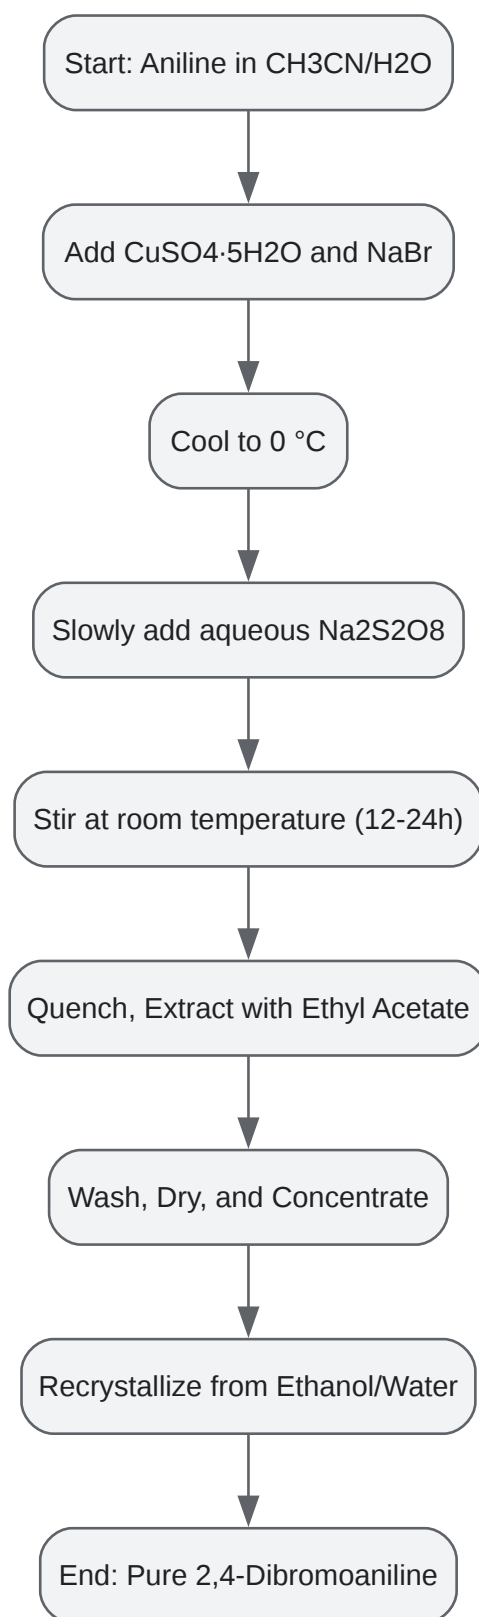 Start: Aniline in CH3CN/H2O
Add CuSO4·5H2O and NaBr
Cool to 0 °C
Slowly add aqueous Na2S2O8
Stir at room temperature (12-24h)
Quench, Extract with Ethyl Acetate
Wash, Dry, and Concentrate
Recrystallize from Ethanol/Water
End: Pure 2,4-Dibromoaniline